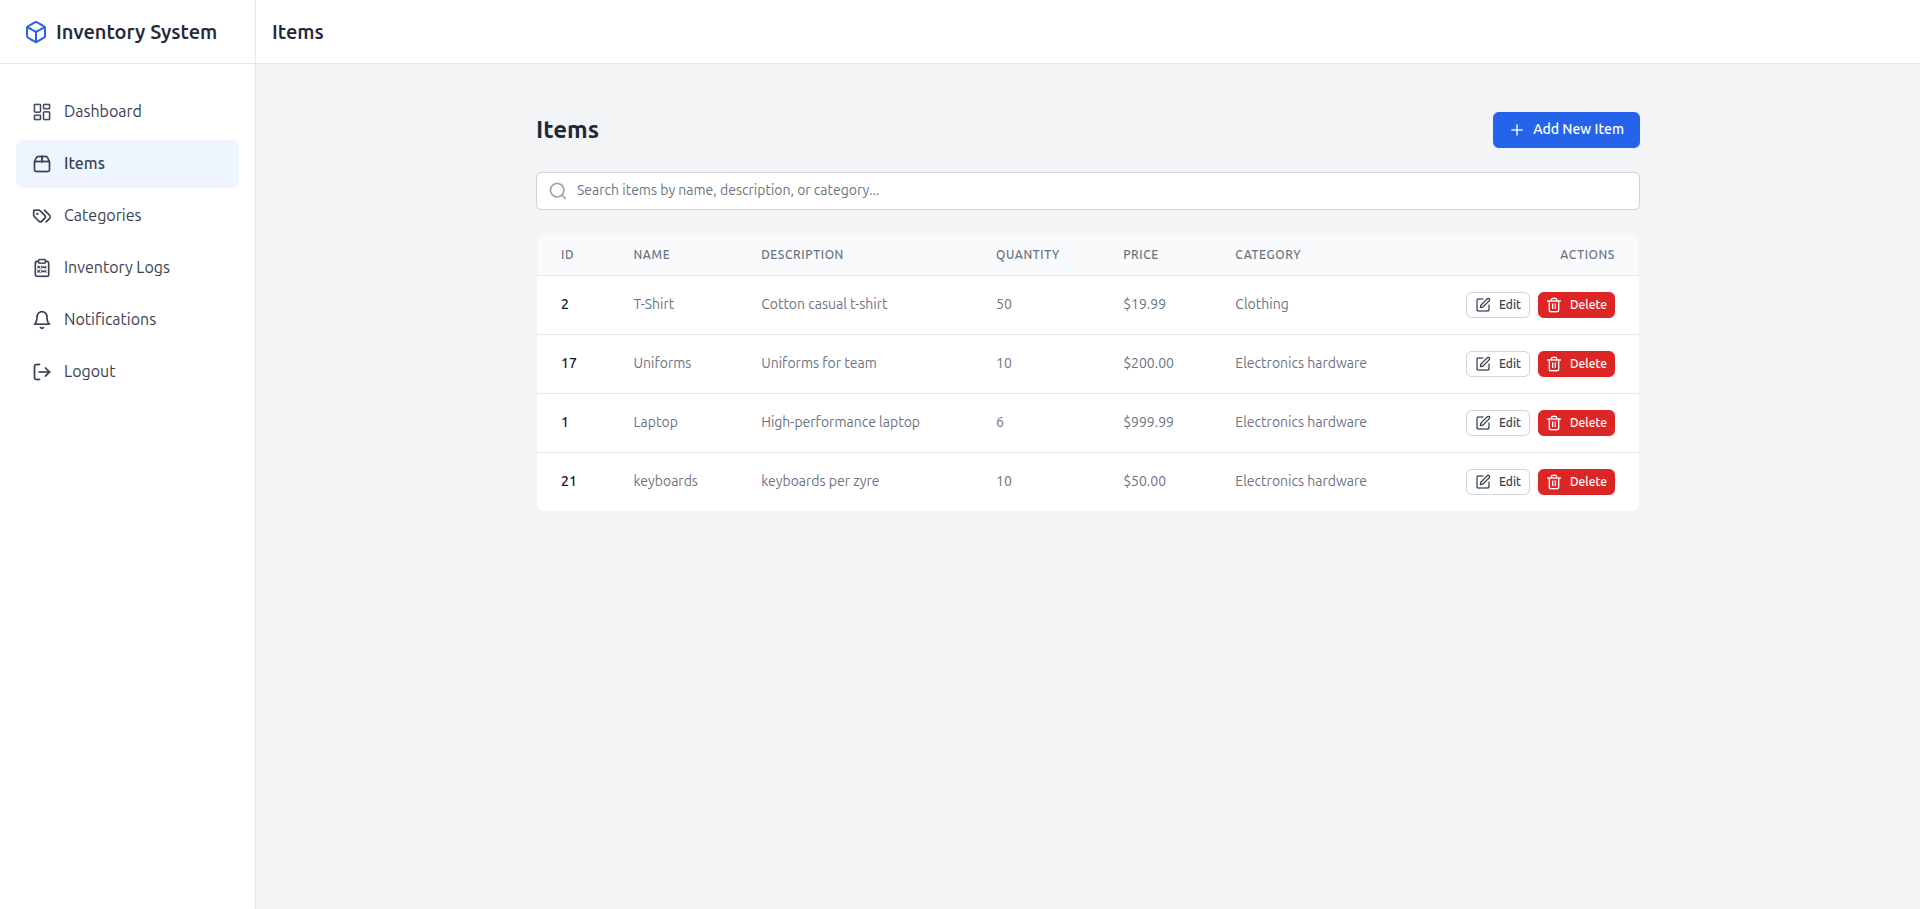 Inventory System
Items
Dashboard
Items
Categories
Inventory Logs
Notifications
Logout
Items
Add New Item
Search items by name, description, or category...
ID NAME DESCRIPTION QUANTITY PRICE CATEGORY ACTIONS
2 T-Shirt Cotton casual t-shirt 50 $19.99 Clothing Edit Delete
17 Uniforms Uniforms for team 10 $200.00 Electronics hardware Edit Delete
1 Laptop High-performance laptop 6 $999.99 Electronics hardware Edit Delete
21 keyboards keyboards per zyre 10 $50.00 Electronics hardware Edit Delete